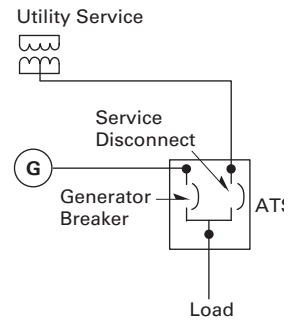 Utility Service
Service
Disconnect
G
Generator
Breaker
ATS
Load